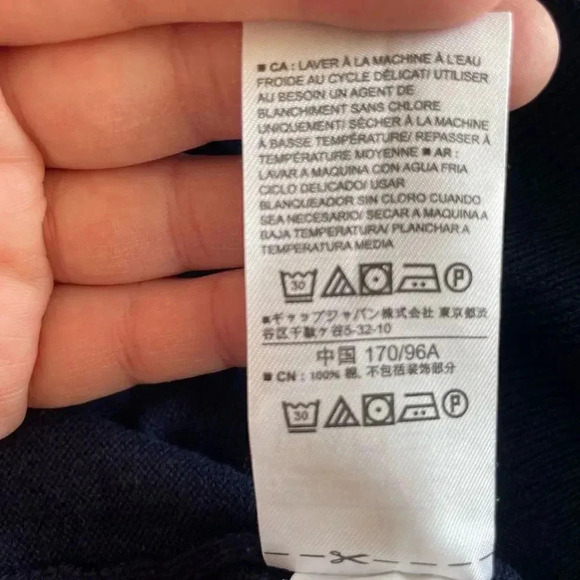 ■ CA : LAVER À LA MACHINE À L'EAU
FROIDE AU CYCLE DÉLICAT/ UTILISER
AU BESOIN UN AGENT DE
BLANCHIMENT SANS CHLORE
UNIQUEMENT/ SÉCHER À LA MACHINE
À BASSE TEMPÉRATURE/ REPASSER À
TEMPÉRATURE MOYENNE ■ AR :
LAVAR A MAQUINA CON AGUA FRIA
CICLO DELICADO/ USAR
BLANQUEADOR SIN CLORO CUANDO
SEA NECESARIO/ SECAR A MAQUINA A
BAJA TEMPERATURA/ PLANCHAR A
TEMPERATURA MEDIA
30 P
■ギャップジャパン株式会社 東京都渋
谷区千駄ヶ谷5-32-10
中国 170/96A
■ CN : 100% 棉, 不包括装饰部分
30 P